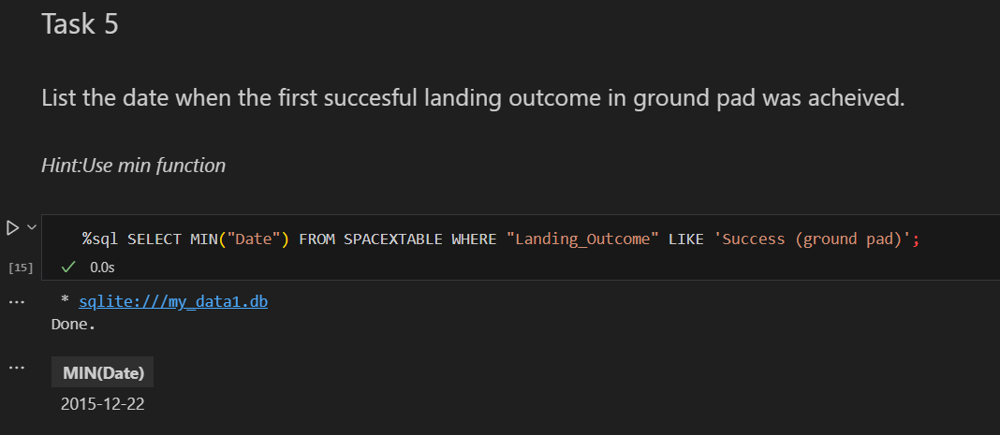 Task 5
List the date when the first succesful landing outcome in ground pad was acheived.
Hint:Use min function
%sql SELECT MIN("Date") FROM SPACEXTABLE WHERE "Landing_Outcome" LIKE 'Success (ground pad)';
[15] ✓ 0.0s
... * sqlite:///my_data1.db
Done.
... MIN(Date)
2015-12-22